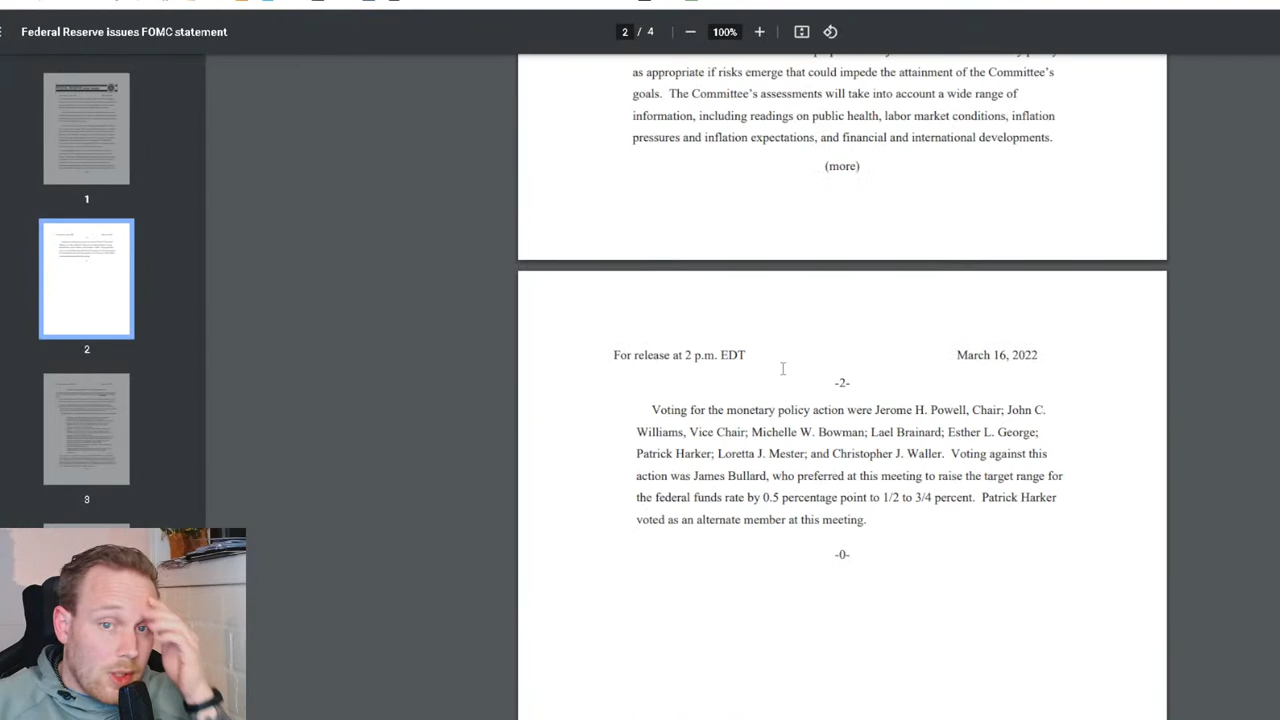 Federal Reserve issues FOMC statement
2 / 4
100%
as appropriate if risks emerge that could impede the attainment of the Committee's
goals. The Committee's assessments will take into account a wide range of
information, including readings on public health, labor market conditions, inflation
pressures and inflation expectations, and financial and international developments.
(more)
1
2
3
For release at 2 p.m. EDT
March 16, 2022
-2-
Voting for the monetary policy action were Jerome H. Powell, Chair; John C.
Williams, Vice Chair; Michelle W. Bowman; Lael Brainard; Esther L. George;
Patrick Harker; Loretta J. Mester; and Christopher J. Waller. Voting against this
action was James Bullard, who preferred at this meeting to raise the target range for
the federal funds rate by 0.5 percentage point to 1/2 to 3/4 percent. Patrick Harker
voted as an alternate member at this meeting.
-0-